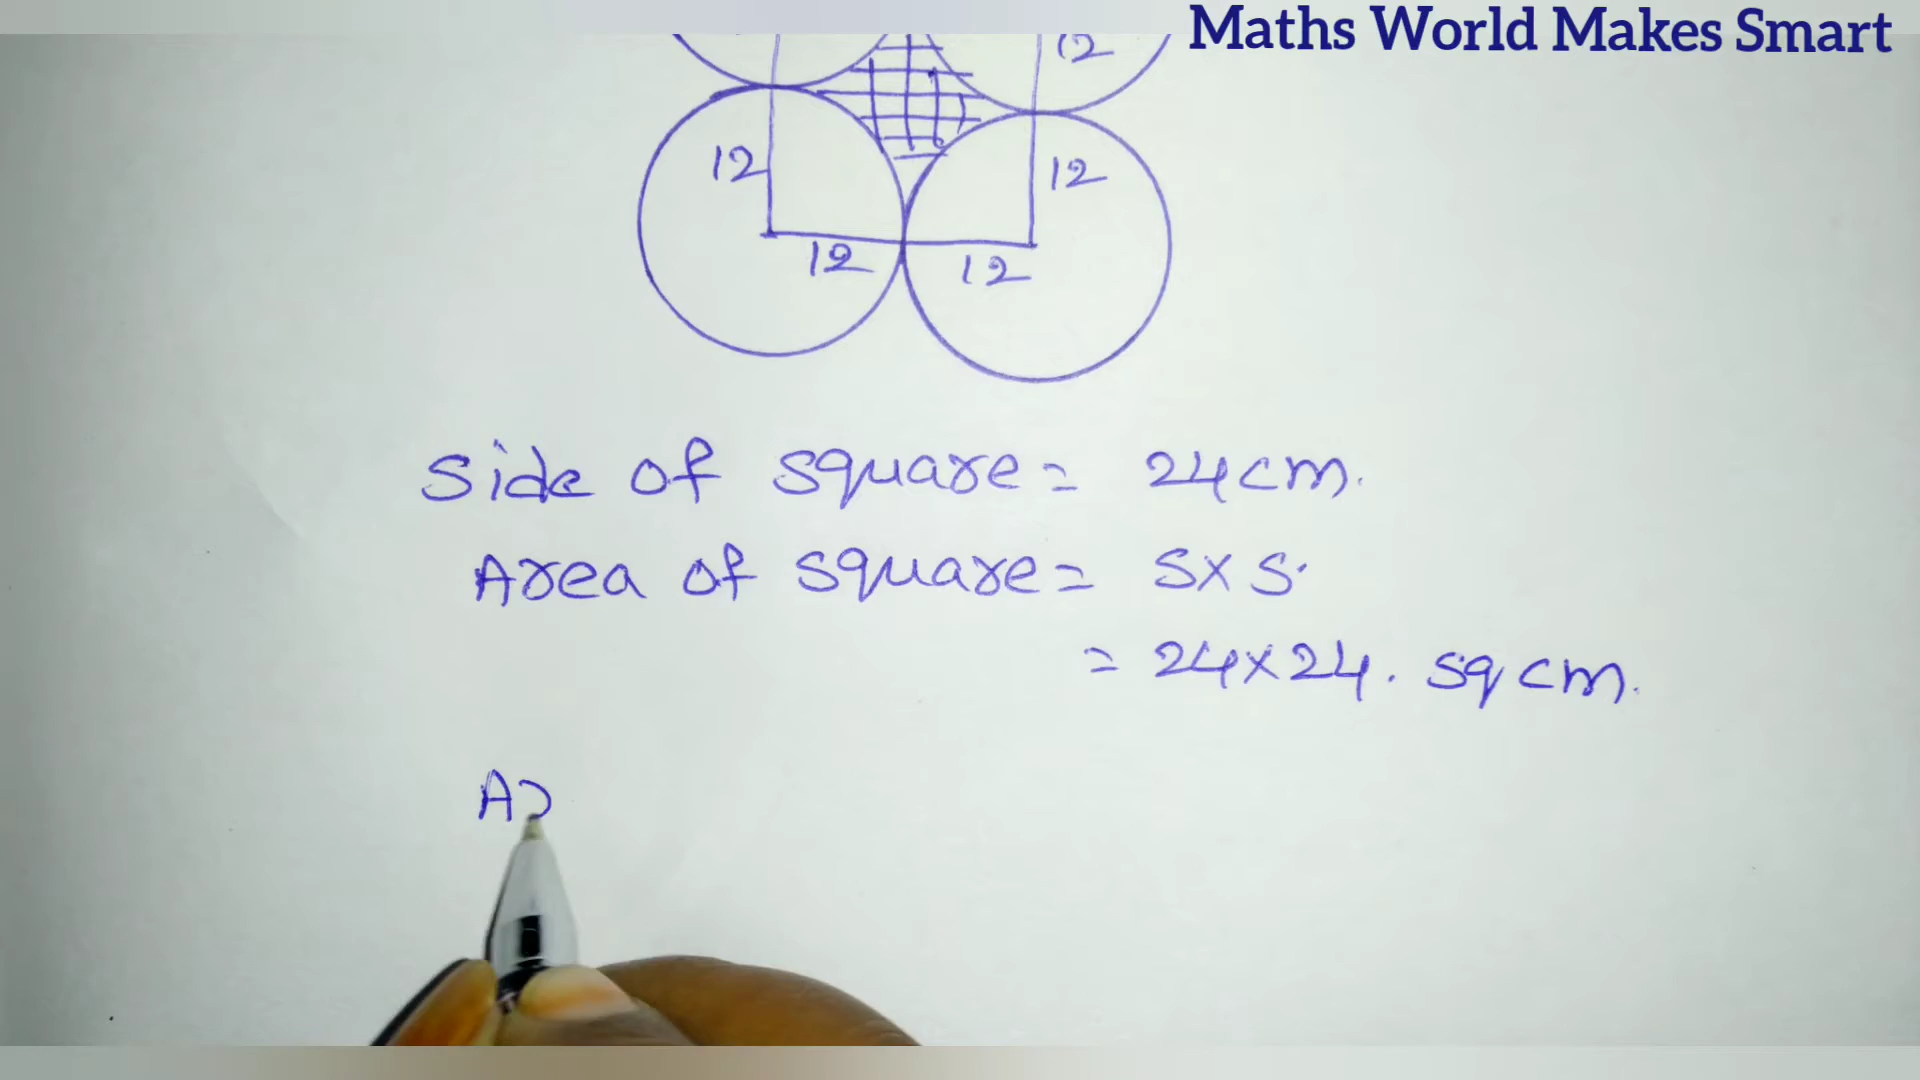 Maths World Makes Smart
12
12 12
12 12
Side of square = 24cm.
Area of square = S×S.
= 24×24. sq cm.
Ar